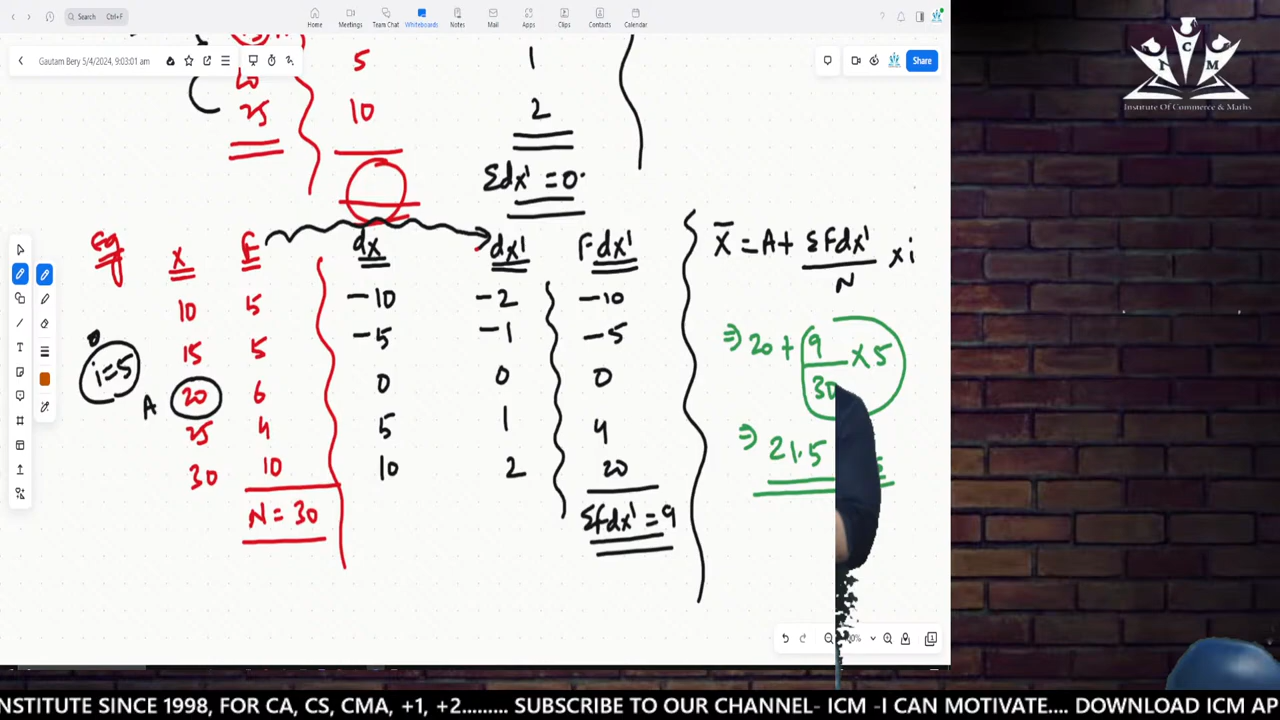 Search Ctrl+F
Home Meetings Team Chat Whiteboards Notes Mail Apps Clips Contacts Calendar
Gautam Bery 5/4/2024, 9:03:01 am
Share
ICM
Institute Of Commerce & Maths
5 1
20
25 10 2
Σdx' = 0
Eg x F dx dx' Fdx'
10 5 -10 -2 -10
15 5 -5 -1 -5
i=5
A 20 6 0 0 0
25 4 5 1 4
30 10 10 2 20
N = 30
Σfdx' = 9
X̄ = A + ΣFdx' / N × i
⇒ 20 + 9/30 × 5
⇒ 21.5
INSTITUTE SINCE 1998, FOR CA, CS, CMA, +1, +2......... SUBSCRIBE TO OUR CHANNEL- ICM -I CAN MOTIVATE.... DOWNLOAD ICM AP